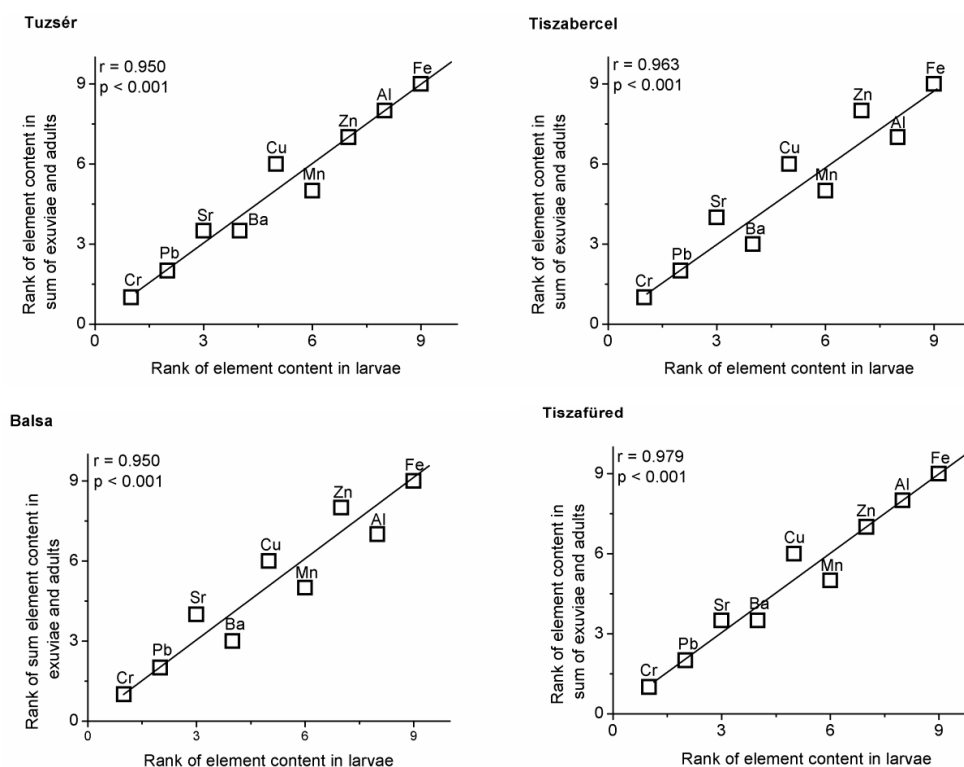 Tuzsér
r = 0.950
p < 0.001
Fe
Al
Zn
Cu
Mn
Sr
Ba
Pb
Cr
9
6
3
0
0
3
6
9
Rank of element content in
sum of exuviae and adults
Rank of element content in larvae
Tiszabercel
r = 0.963
p < 0.001
Fe
Zn
Al
Cu
Mn
Sr
Ba
Pb
Cr
9
6
3
0
0
3
6
9
Rank of element content in
sum of exuviae and adults
Rank of element content in larvae
Balsa
r = 0.950
p < 0.001
Fe
Zn
Al
Cu
Mn
Sr
Ba
Pb
Cr
9
6
3
0
0
3
6
9
Rank of sum element content in
exuviae and adults
Rank of element content in larvae
Tiszafüred
r = 0.979
p < 0.001
Fe
Al
Zn
Cu
Mn
Sr
Ba
Pb
Cr
9
6
3
0
0
3
6
9
Rank of element content in
sum of exuviae and adults
Rank of element content in larvae